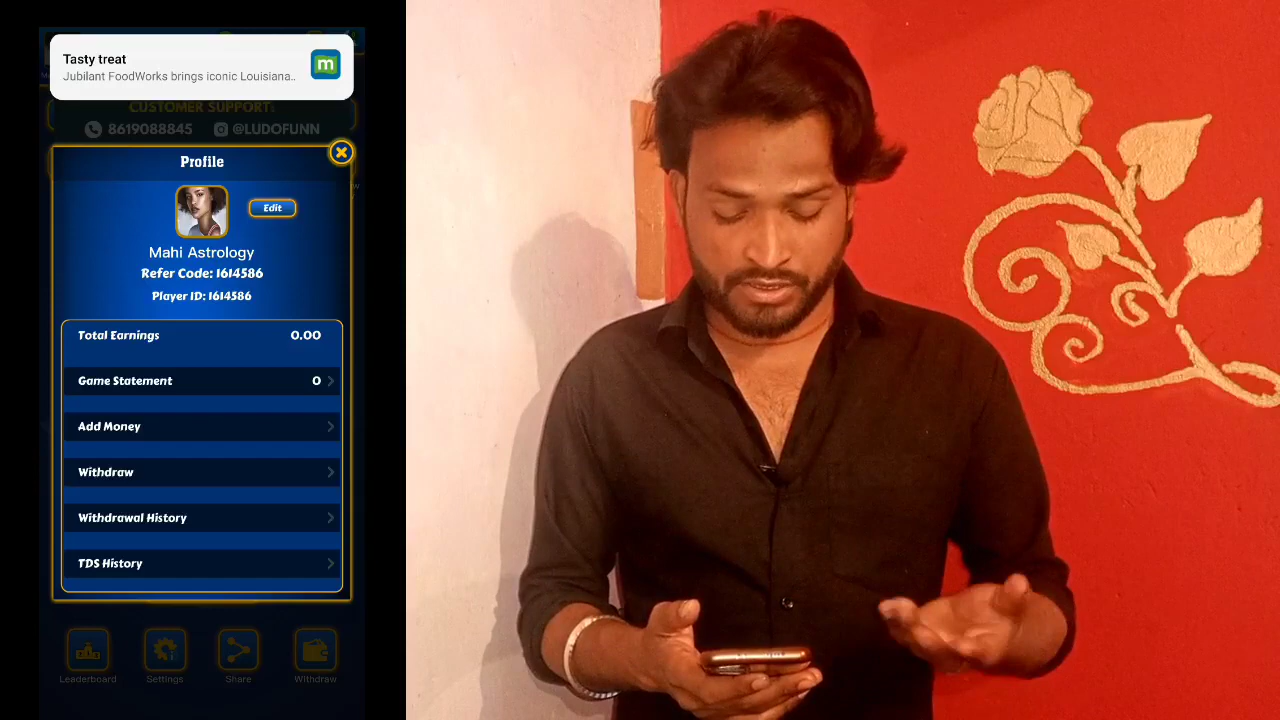 Tasty treat
Jubilant FoodWorks brings iconic Louisiana..
m
CUSTOMER SUPPORT:
8619088845 @LUDOFUNN
Profile
Edit
Mahi Astrology
Refer Code: 1614586
Player ID: 1614586
Total Earnings 0.00
Game Statement 0
Add Money
Withdraw
Withdrawal History
TDS History
Leaderboard Settings Share Withdraw